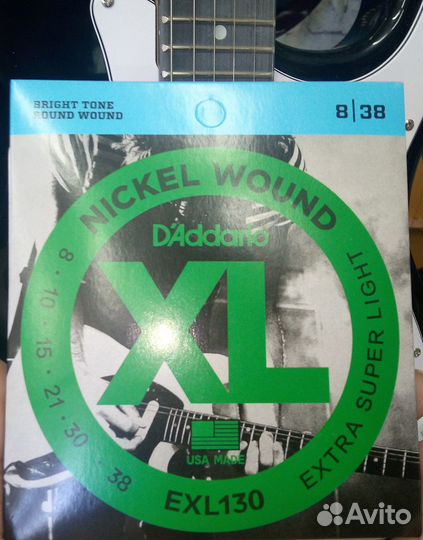 BRIGHT TONE
ROUND WOUND
8|38
NICKEL WOUND
D'Addario
XL
8 · 10 · 15 · 21 · 30 · 38
EXTRA SUPER LIGHT
USA MADE
EXL130
Avito